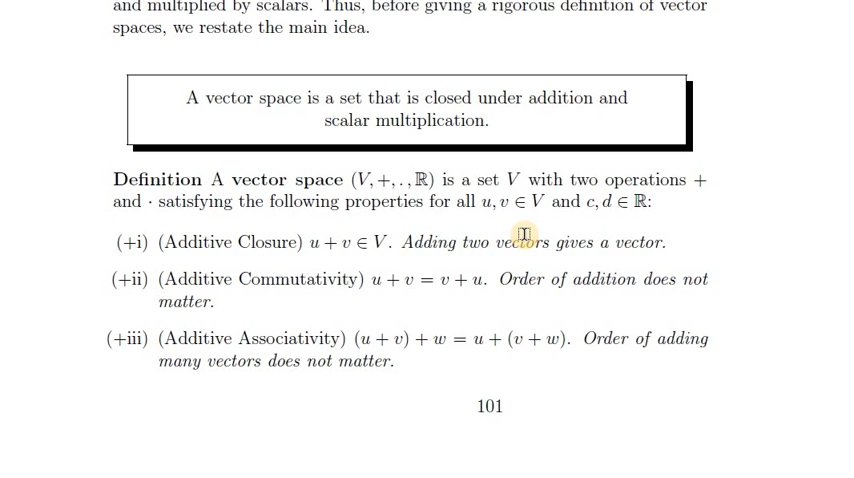 and multiplied by scalars. Thus, before giving a rigorous definition of vector
spaces, we restate the main idea.
A vector space is a set that is closed under addition and
scalar multiplication.
Definition A vector space (V, +, . , ℝ) is a set V with two operations +
and · satisfying the following properties for all u, v ∈ V and c, d ∈ ℝ:
(+i) (Additive Closure) u + v ∈ V. Adding two vectors gives a vector.
(+ii) (Additive Commutativity) u + v = v + u. Order of addition does not
matter.
(+iii) (Additive Associativity) (u + v) + w = u + (v + w). Order of adding
many vectors does not matter.
101